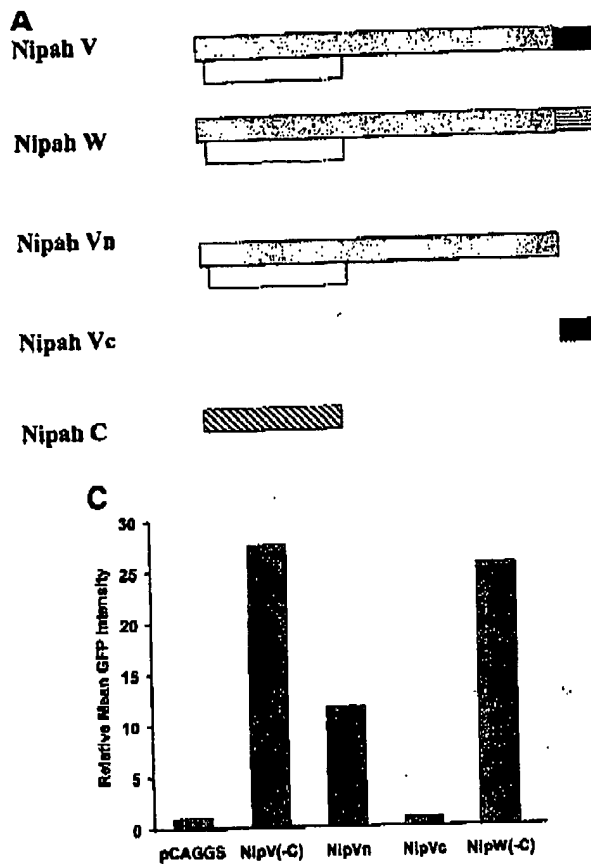 A
Nipah V
Nipah W
Nipah Vn
Nipah Vc
Nipah C
C
Relative Mean GFP Intensity
30
25
20
15
10
5
0
pCAGGS NipV(-C) NipVn NipVc NipW(-C)